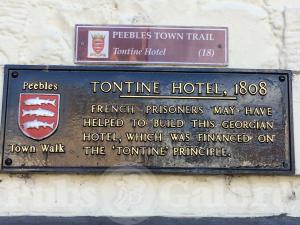 PEEBLES TOWN TRAIL
Tontine Hotel (18)
Peebles
Town Walk
TONTINE HOTEL, 1808
FRENCH PRISONERS MAY HAVE
HELPED TO BUILD THIS GEORGIAN
HOTEL, WHICH WAS FINANCED ON
THE 'TONTINE' PRINCIPLE.